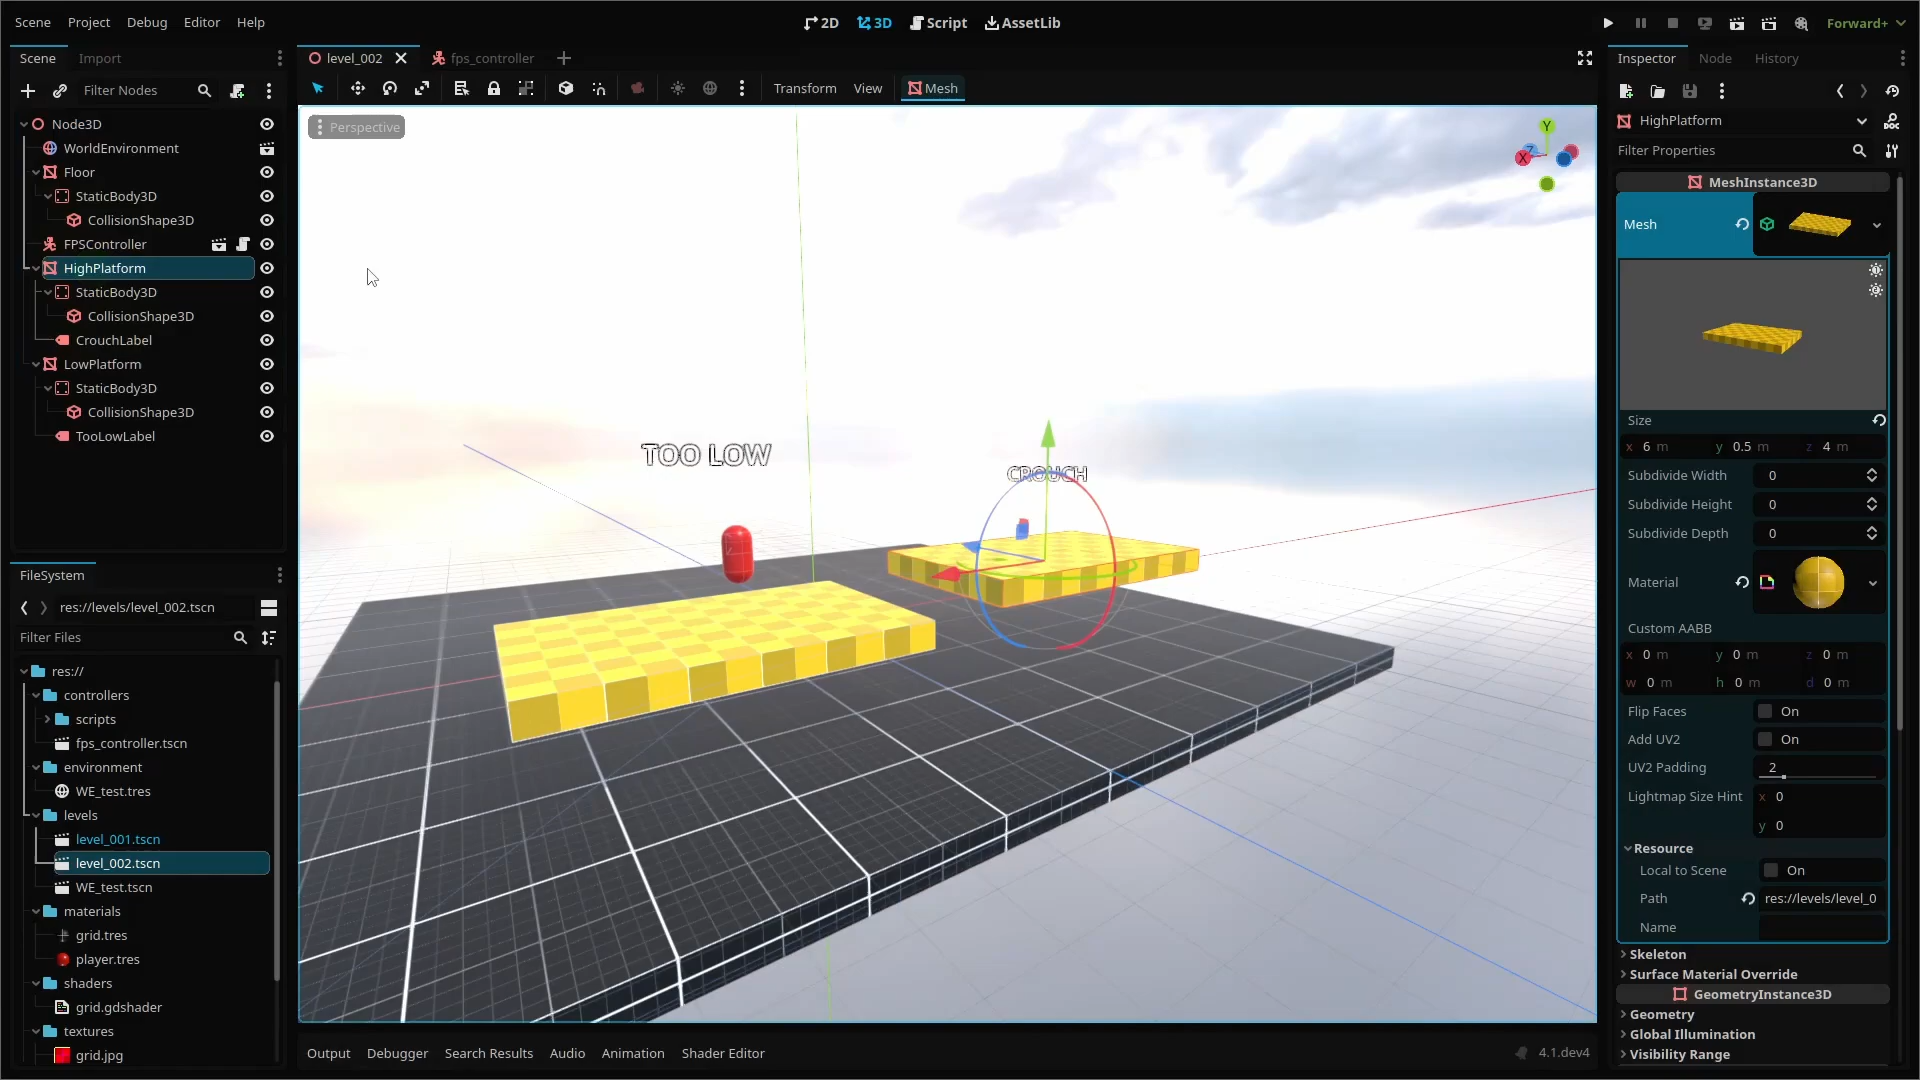 Scene Project Debug Editor Help
2D 3D Script AssetLib
Forward+
Scene Import
Filter Nodes
Node3D
WorldEnvironment
Floor
StaticBody3D
CollisionShape3D
FPSController
HighPlatform
StaticBody3D
CollisionShape3D
CrouchLabel
LowPlatform
StaticBody3D
CollisionShape3D
TooLowLabel
FileSystem
res://levels/level_002.tscn
Filter Files
res://
controllers
scripts
fps_controller.tscn
environment
WE_test.tres
levels
level_001.tscn
level_002.tscn
WE_test.tscn
materials
grid.tres
player.tres
shaders
grid.gdshader
textures
grid.jpg
level_002 fps_controller
Transform View Mesh
Perspective
Y
Z
X
TOO LOW
CROUCH
Output Debugger Search Results Audio Animation Shader Editor
4.1.dev4
Inspector Node History
HighPlatform
Filter Properties
MeshInstance3D
Mesh
Size
x 6 m y 0.5 m z 4 m
Subdivide Width 0
Subdivide Height 0
Subdivide Depth 0
Material
Custom AABB
x 0 m y 0 m z 0 m
w 0 m h 0 m d 0 m
Flip Faces On
Add UV2 On
UV2 Padding 2
Lightmap Size Hint x 0
y 0
Resource
Local to Scene On
Path res://levels/level_0
Name
Skeleton
Surface Material Override
GeometryInstance3D
Geometry
Global Illumination
Visibility Range